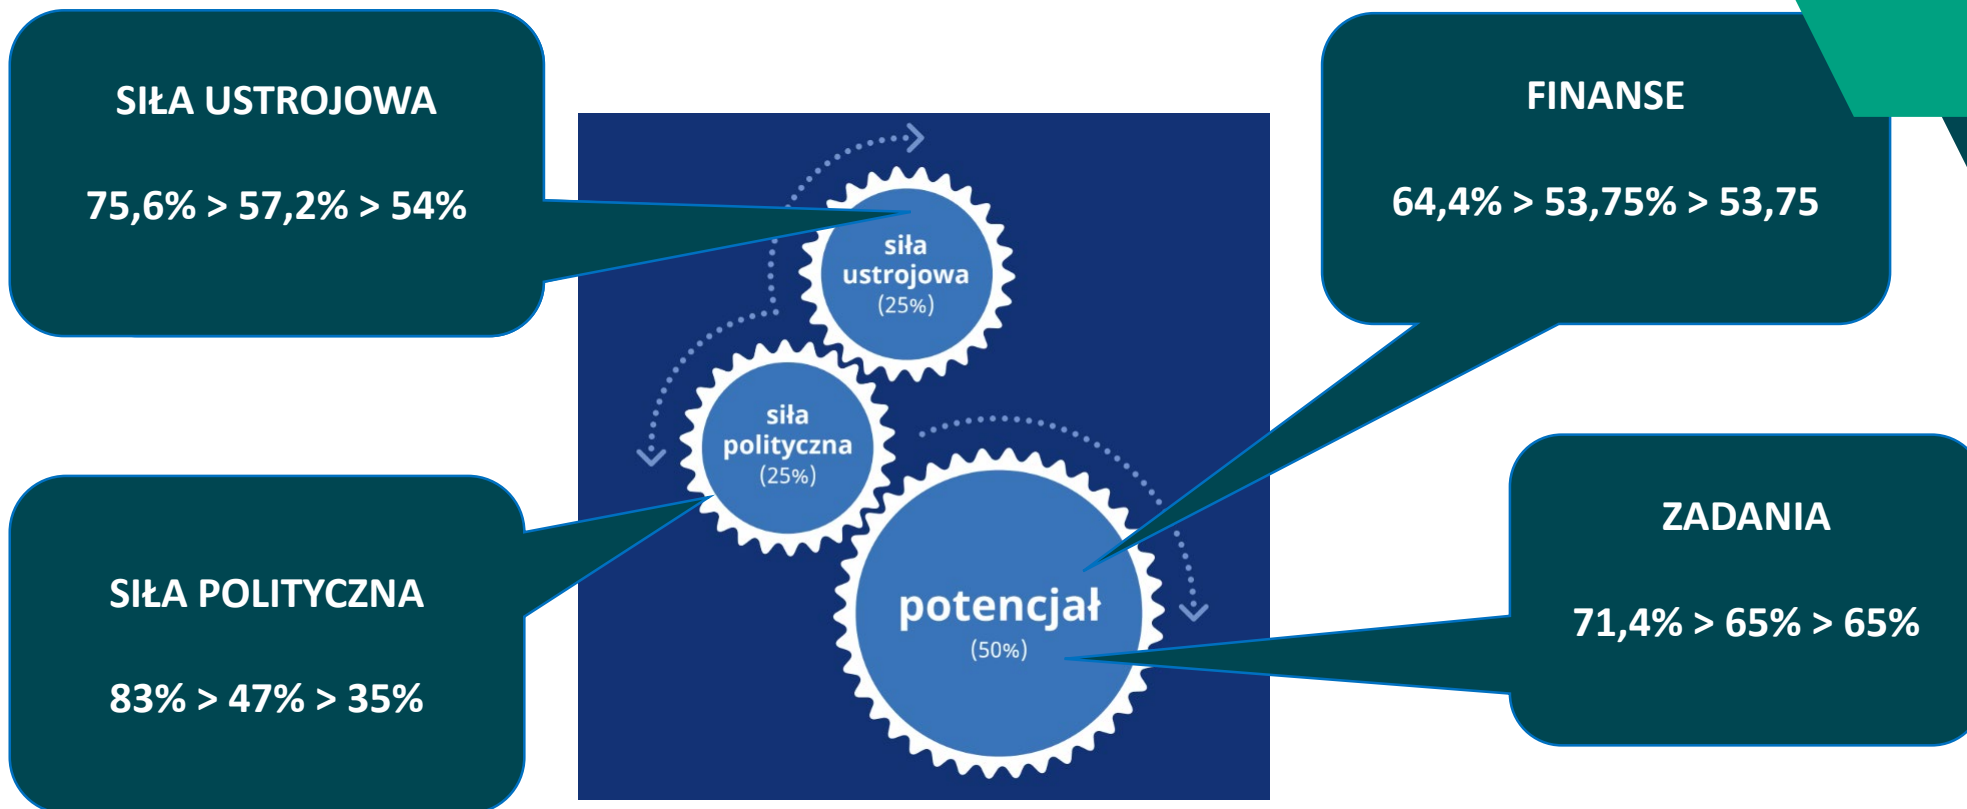 SIŁA USTROJOWA
75,6% > 57,2% > 54%
FINANSE
64,4% > 53,75% > 53,75
siła
ustrojowa
(25%)
siła
polityczna
(25%)
potencjał
(50%)
SIŁA POLITYCZNA
83% > 47% > 35%
ZADANIA
71,4% > 65% > 65%